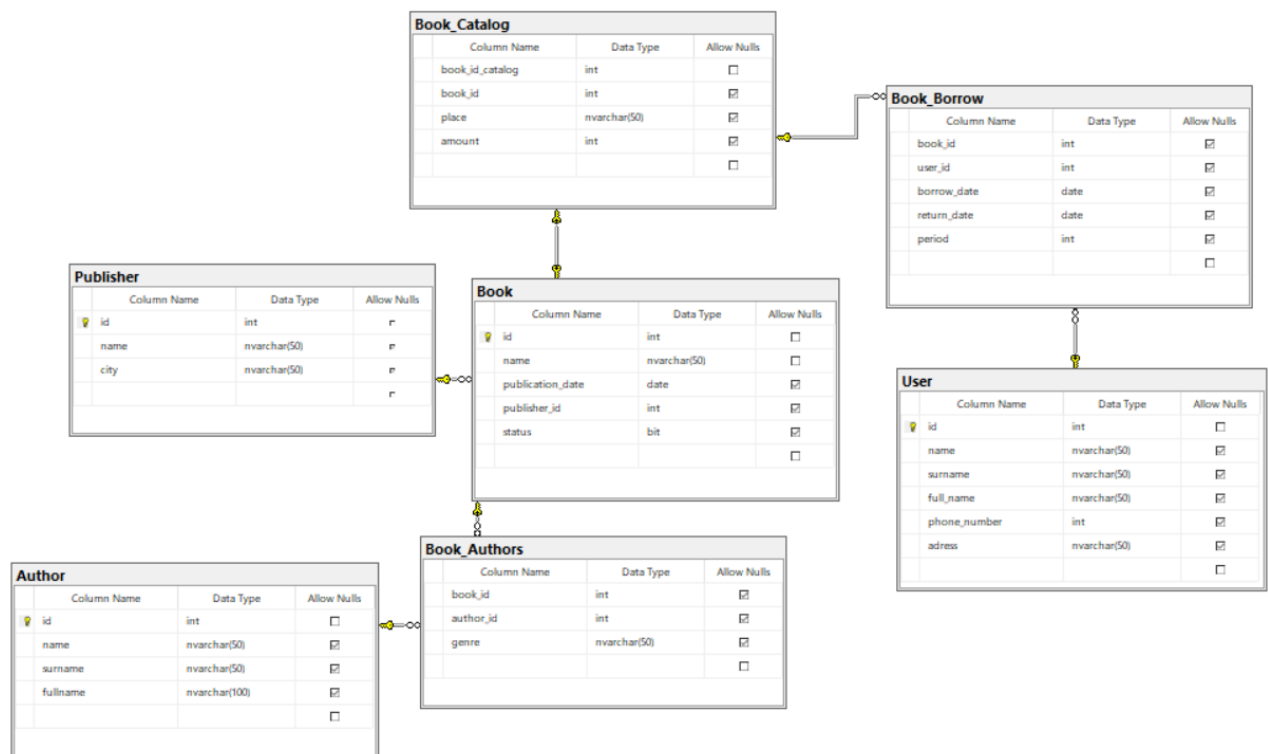 Book_Catalog
Column Name Data Type Allow Nulls
book_id_catalog int
book_id int
place nvarchar(50)
amount int
Book_Borrow
Column Name Data Type Allow Nulls
book_id int
user_id int
borrow_date date
return_date date
period int
Publisher
Column Name Data Type Allow Nulls
id int
name nvarchar(50)
city nvarchar(50)
Book
Column Name Data Type Allow Nulls
id int
name nvarchar(50)
publication_date date
publisher_id int
status bit
User
Column Name Data Type Allow Nulls
id int
name nvarchar(50)
surname nvarchar(50)
full_name nvarchar(50)
phone_number int
adress nvarchar(50)
Book_Authors
Column Name Data Type Allow Nulls
book_id int
author_id int
genre nvarchar(50)
Author
Column Name Data Type Allow Nulls
id int
name nvarchar(50)
surname nvarchar(50)
fullname nvarchar(100)